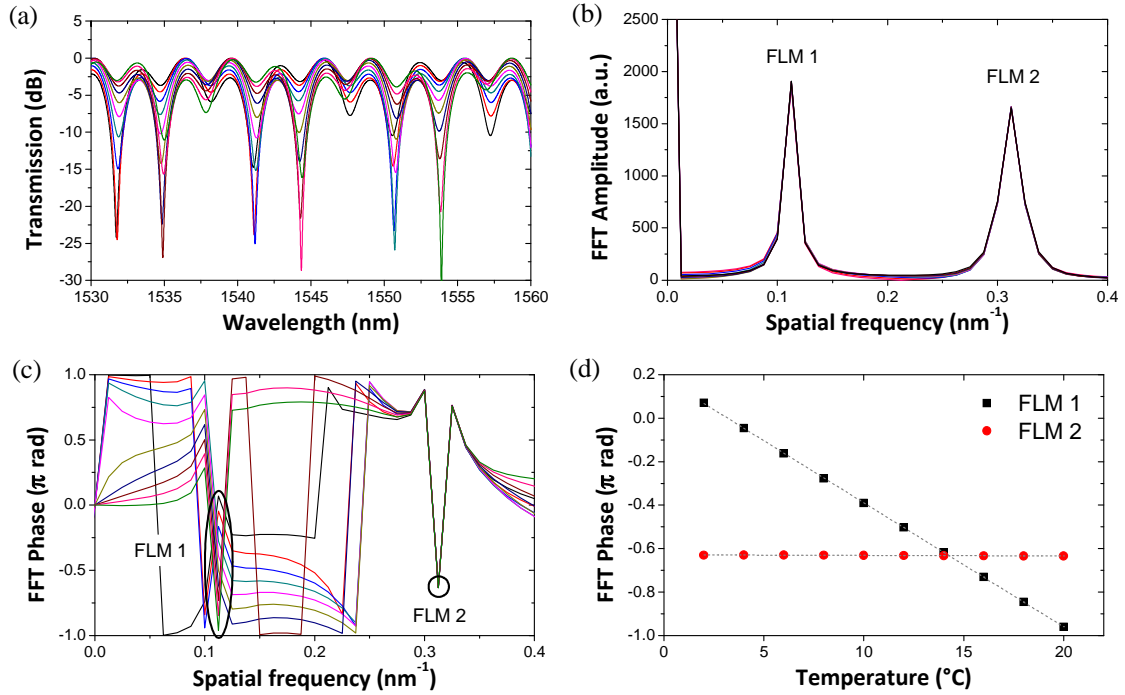 (a)
5
0
-5
-10
-15
-20
-25
-30
Transmission (dB)
1530 1535 1540 1545 1550 1555 1560
Wavelength (nm)
(b)
2500
2000
1500
1000
500
0
FFT Amplitude (a.u.)
FLM 1
FLM 2
0.0 0.1 0.2 0.3 0.4
Spatial frequency (nm-1)
(c)
1.0
0.5
0.0
-0.5
-1.0
FFT Phase (π rad)
FLM 1
FLM 2
0.0 0.1 0.2 0.3 0.4
Spatial frequency (nm-1)
(d)
0.2
0.0
-0.2
-0.4
-0.6
-0.8
-1.0
FFT Phase (π rad)
FLM 1
FLM 2
0 5 10 15 20
Temperature (°C)